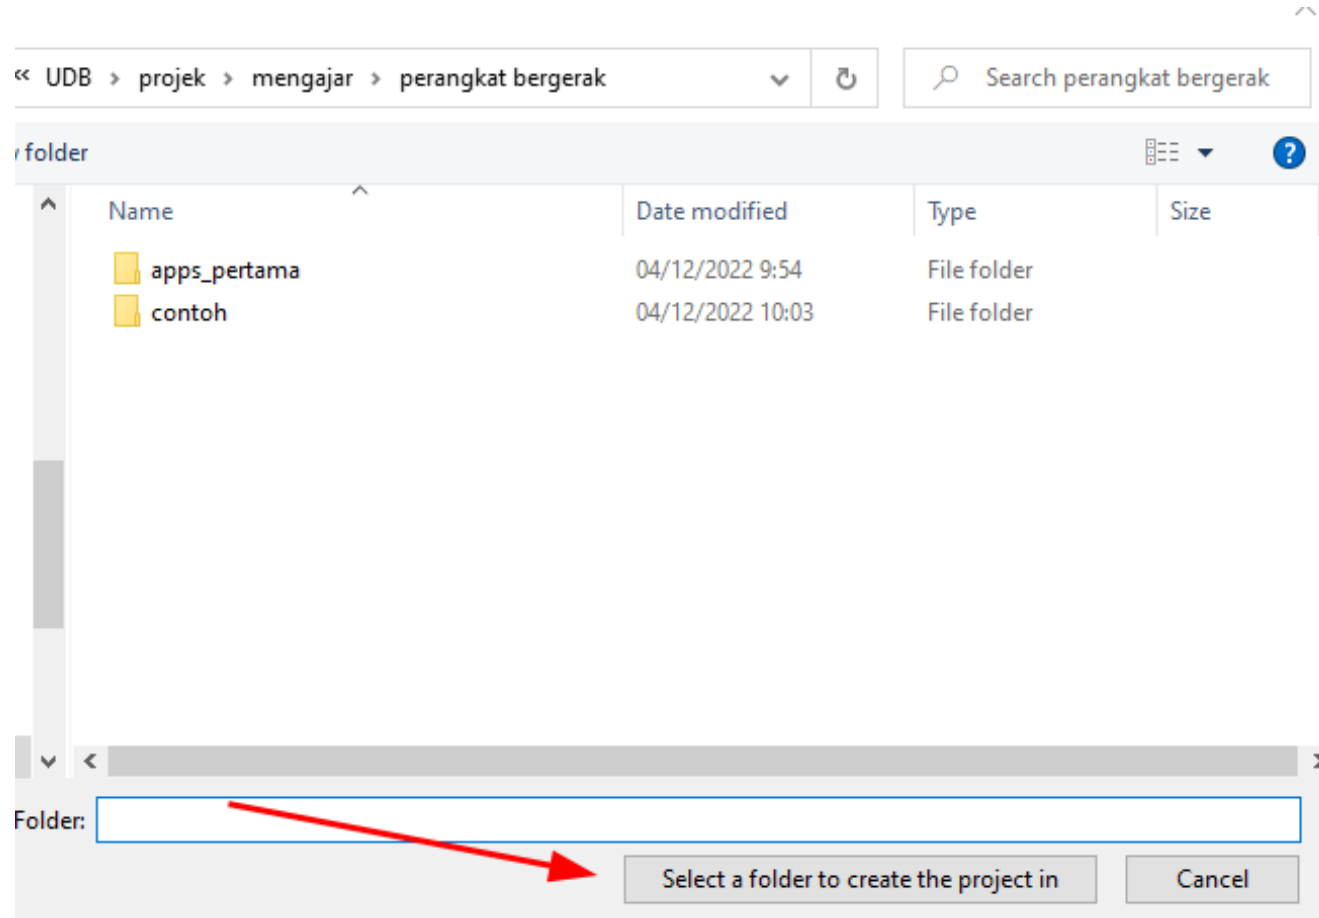 « UDB > projek > mengajar > perangkat bergerak
Search perangkat bergerak
folder
?
Name Date modified Type Size
apps_pertama 04/12/2022 9:54 File folder
contoh 04/12/2022 10:03 File folder
Folder:
Select a folder to create the project in Cancel